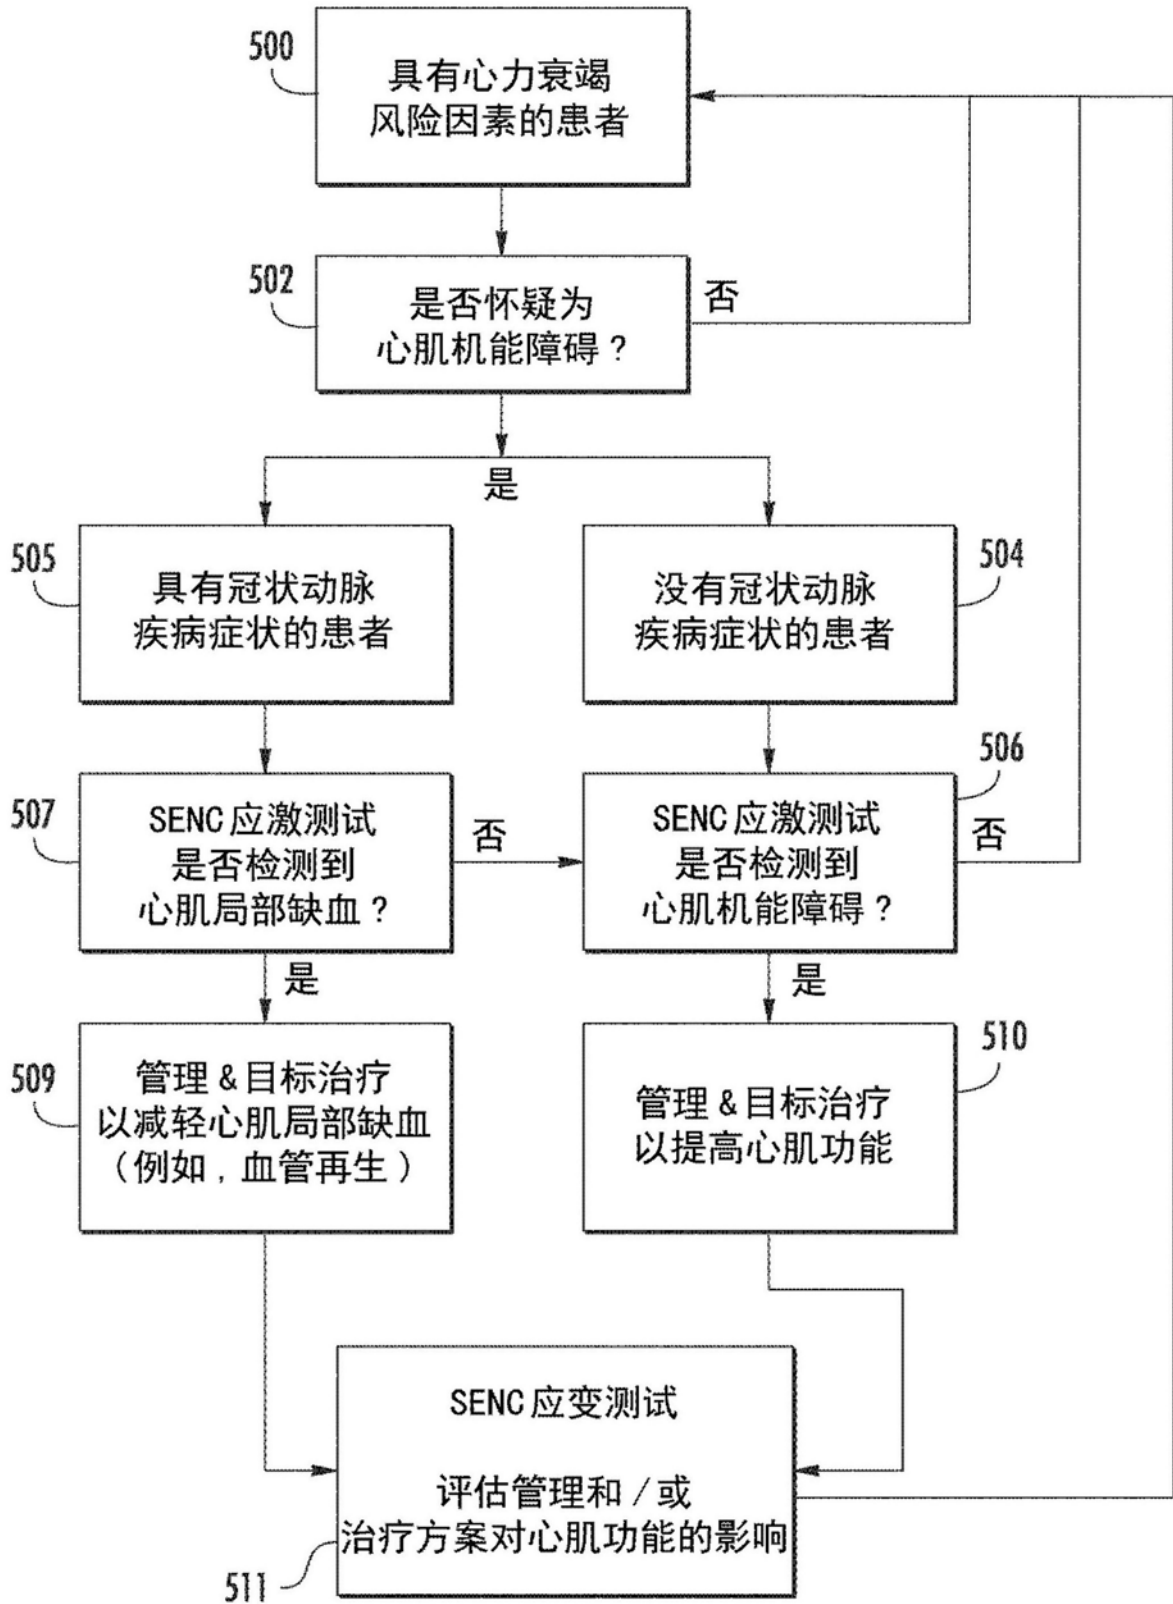 500
具有心力衰竭
风险因素的患者
502
是否怀疑为
心肌机能障碍?
否
是
505
具有冠状动脉
疾病症状的患者
504
没有冠状动脉
疾病症状的患者
507
SENC应激测试
是否检测到
心肌局部缺血?
否
506
SENC应激测试
是否检测到
心肌机能障碍?
否
是
是
509
管理&目标治疗
以减轻心肌局部缺血
(例如,血管再生)
510
管理&目标治疗
以提高心肌功能
SENC应变测试
评估管理和/或
治疗方案对心肌功能的影响
511